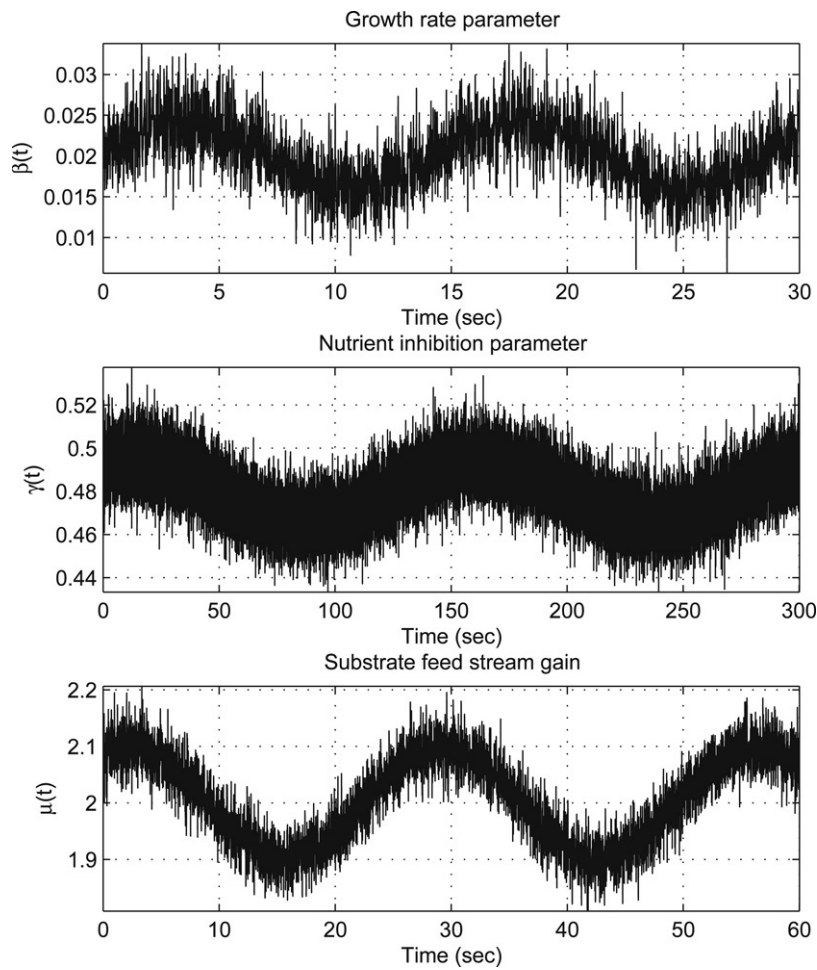 Growth rate parameter
β(t)
0.03
0.025
0.02
0.015
0.01
0 5 10 15 20 25 30
Time (sec)
Nutrient inhibition parameter
γ(t)
0.52
0.5
0.48
0.46
0.44
0 50 100 150 200 250 300
Time (sec)
Substrate feed stream gain
μ(t)
2.2
2.1
2
1.9
0 10 20 30 40 50 60
Time (sec)